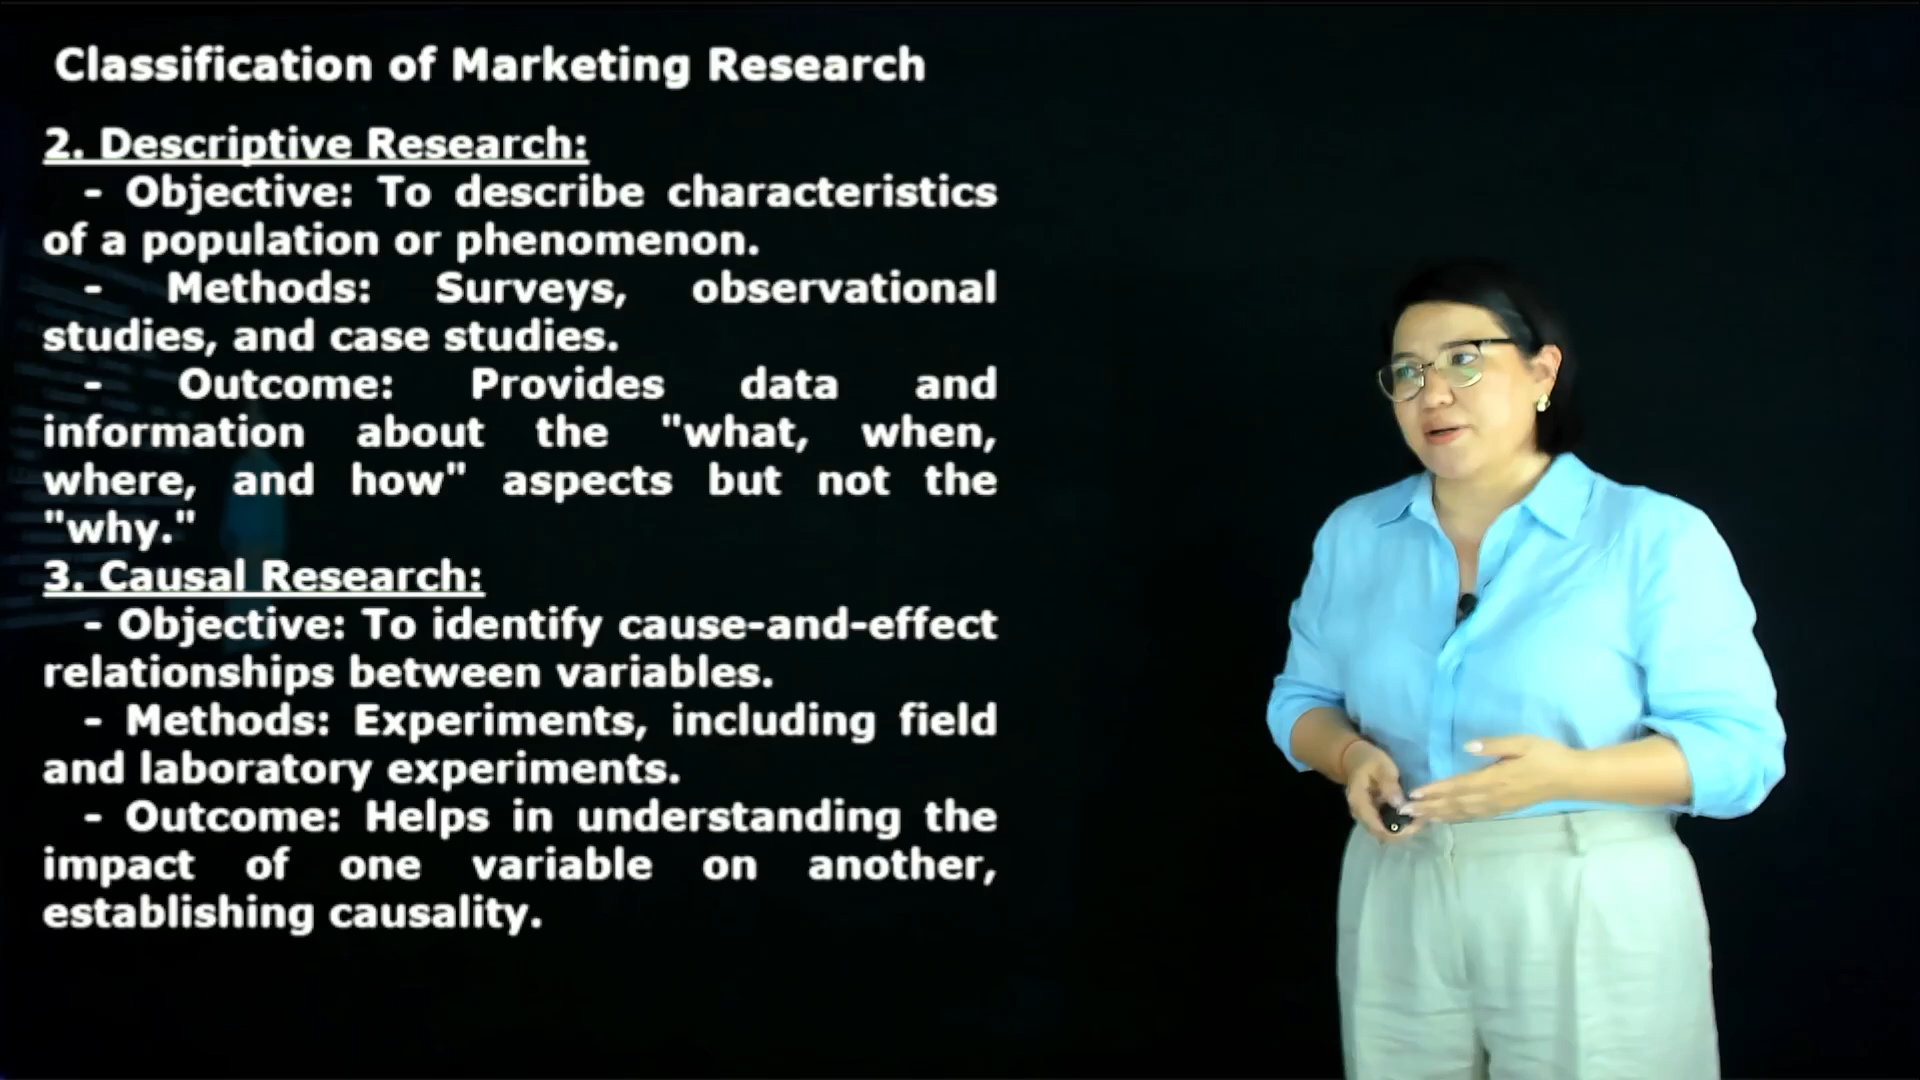 Classification of Marketing Research
2. Descriptive Research:
- Objective: To describe characteristics
of a population or phenomenon.
- Methods: Surveys, observational
studies, and case studies.
- Outcome: Provides data and
information about the "what, when,
where, and how" aspects but not the
"why."
3. Causal Research:
- Objective: To identify cause-and-effect
relationships between variables.
- Methods: Experiments, including field
and laboratory experiments.
- Outcome: Helps in understanding the
impact of one variable on another,
establishing causality.